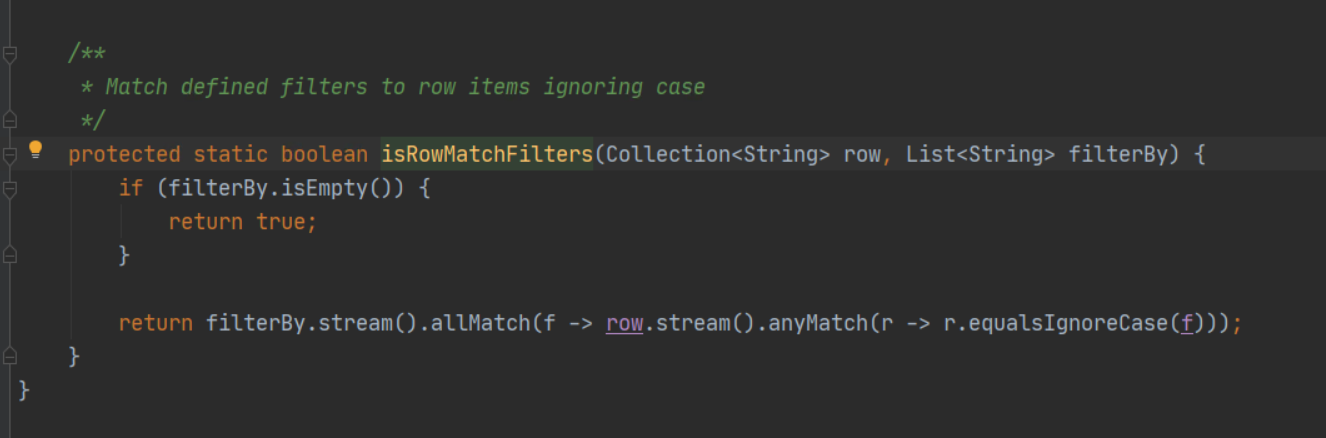 /**
* Match defined filters to row items ignoring case
*/
protected static boolean isRowMatchFilters(Collection<String> row, List<String> filterBy) {
if (filterBy.isEmpty()) {
return true;
}
return filterBy.stream().allMatch(f -> row.stream().anyMatch(r -> r.equalsIgnoreCase(f)));
}
}